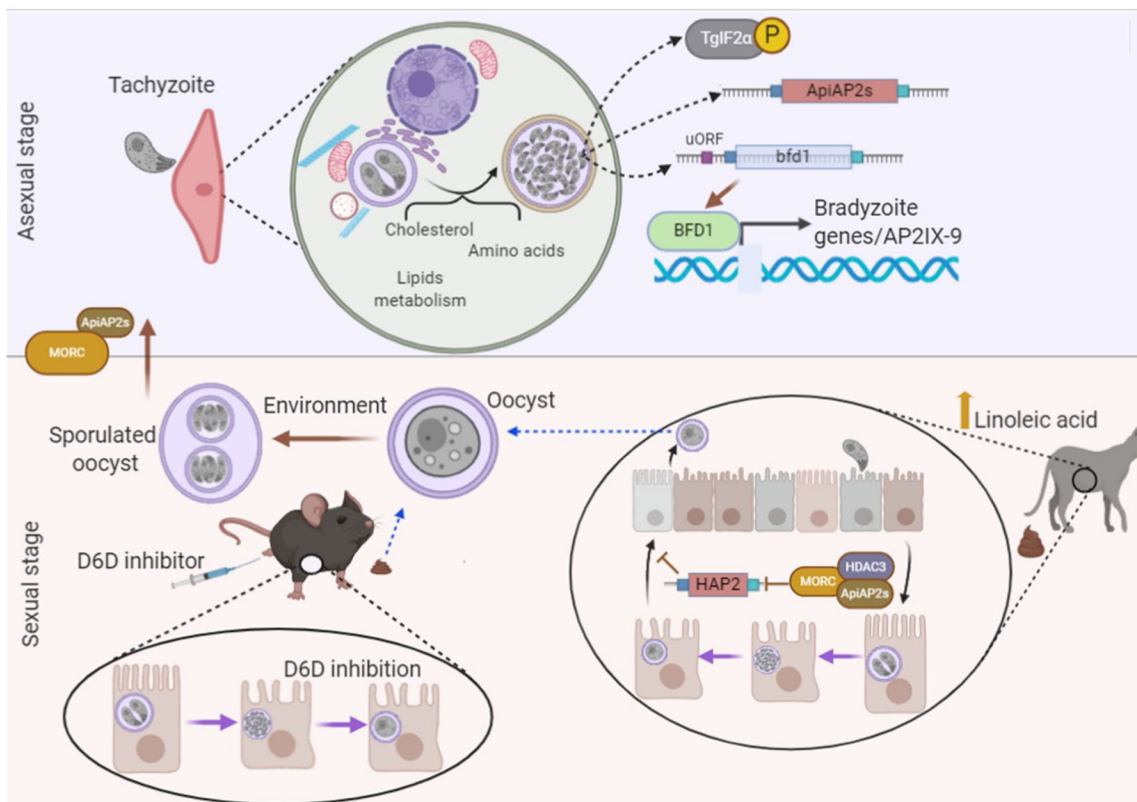 Asexual stage
Tachyzoite
Cholesterol
Amino acids
Lipids
metabolism
TgIF2α
P
ApiAP2s
uORF
bfd1
BFD1
Bradyzoite
genes/AP2IX-9
ApiAP2s
MORC
Sexual stage
Sporulated
oocyst
Environment
Oocyst
D6D inhibitor
D6D inhibition
Linoleic acid
HAP2
MORC
HDAC3
ApiAP2s